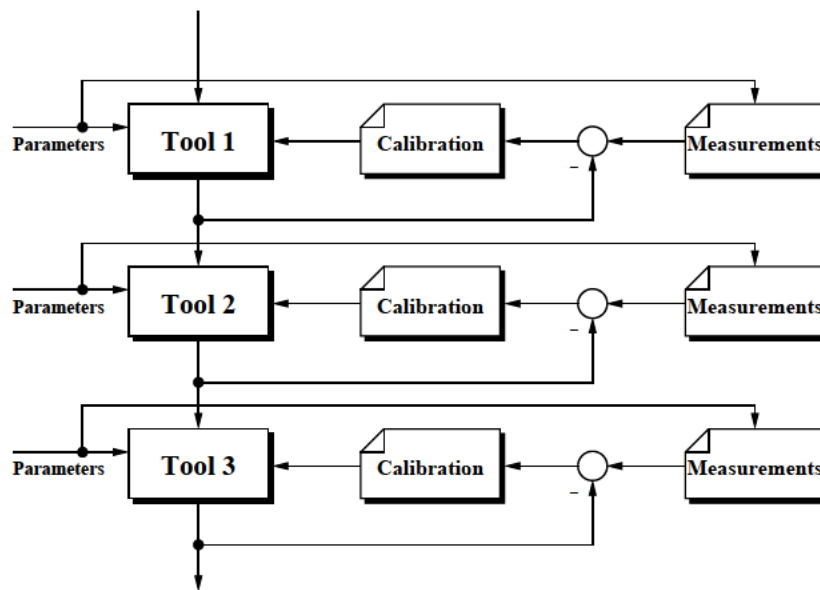 Parameters
Tool 1
Calibration
Measurements
–
Parameters
Tool 2
Calibration
Measurements
–
Parameters
Tool 3
Calibration
Measurements
–